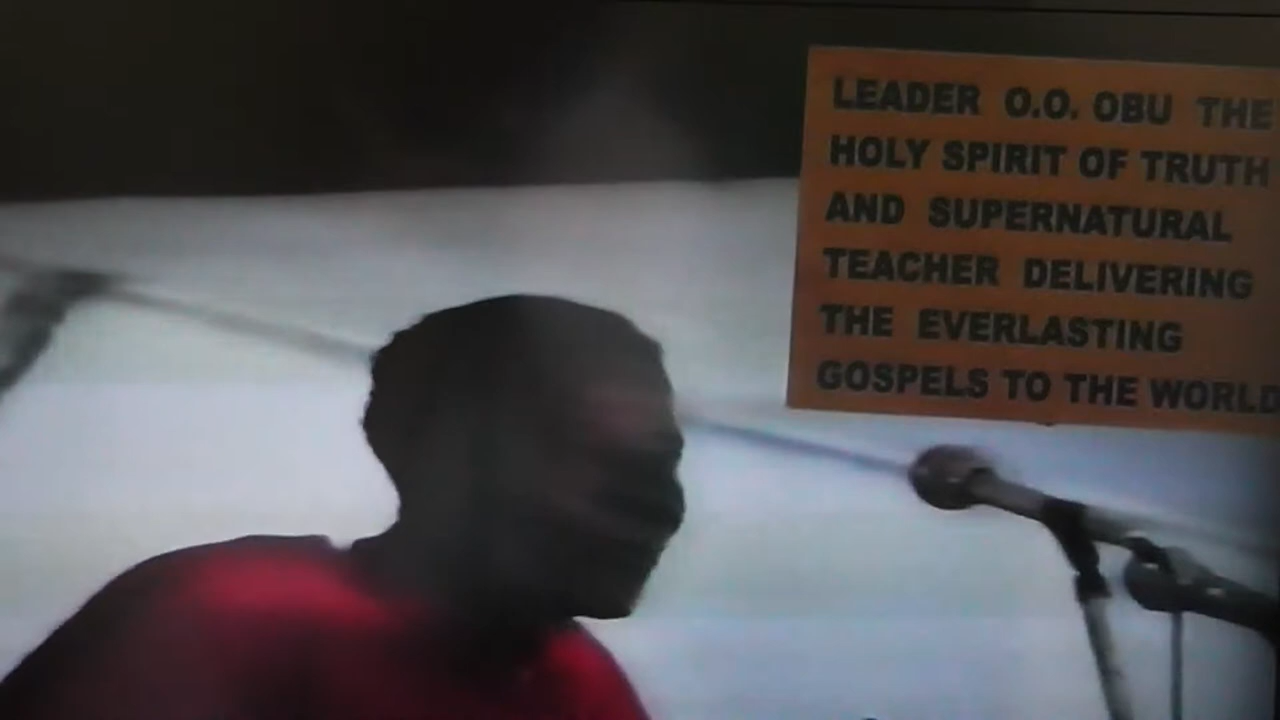 LEADER O.O. OBU THE
HOLY SPIRIT OF TRUTH
AND SUPERNATURAL
TEACHER DELIVERING
THE EVERLASTING
GOSPELS TO THE WORLD